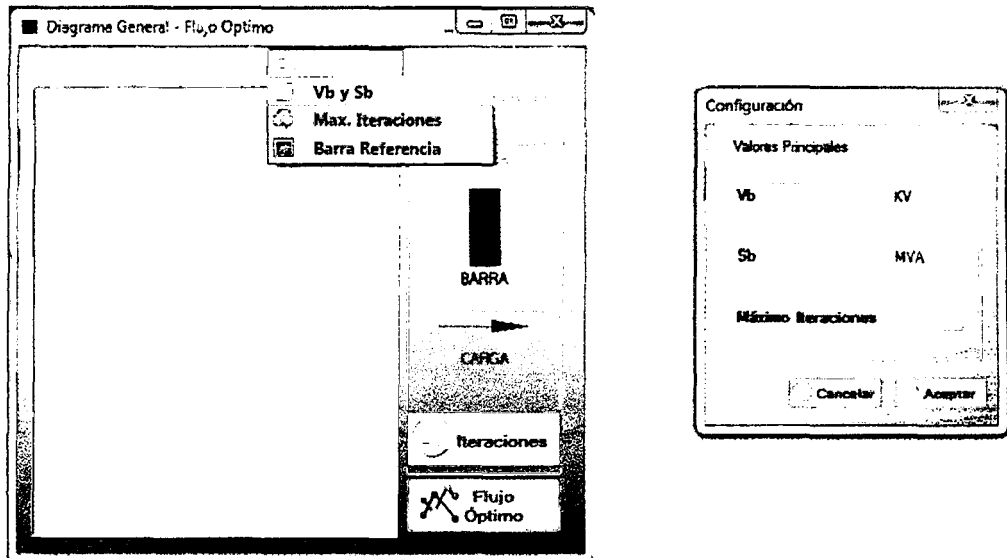 Diagrama General - Flujo Óptimo
Vb y Sb
Max. Iteraciones
Barra Referencia
BARRA
CARGA
Iteraciones
Flujo
Óptimo
Configuración
Valores Principales
Vb KV
Sb MVA
Máximo Iteraciones
Cancelar Aceptar